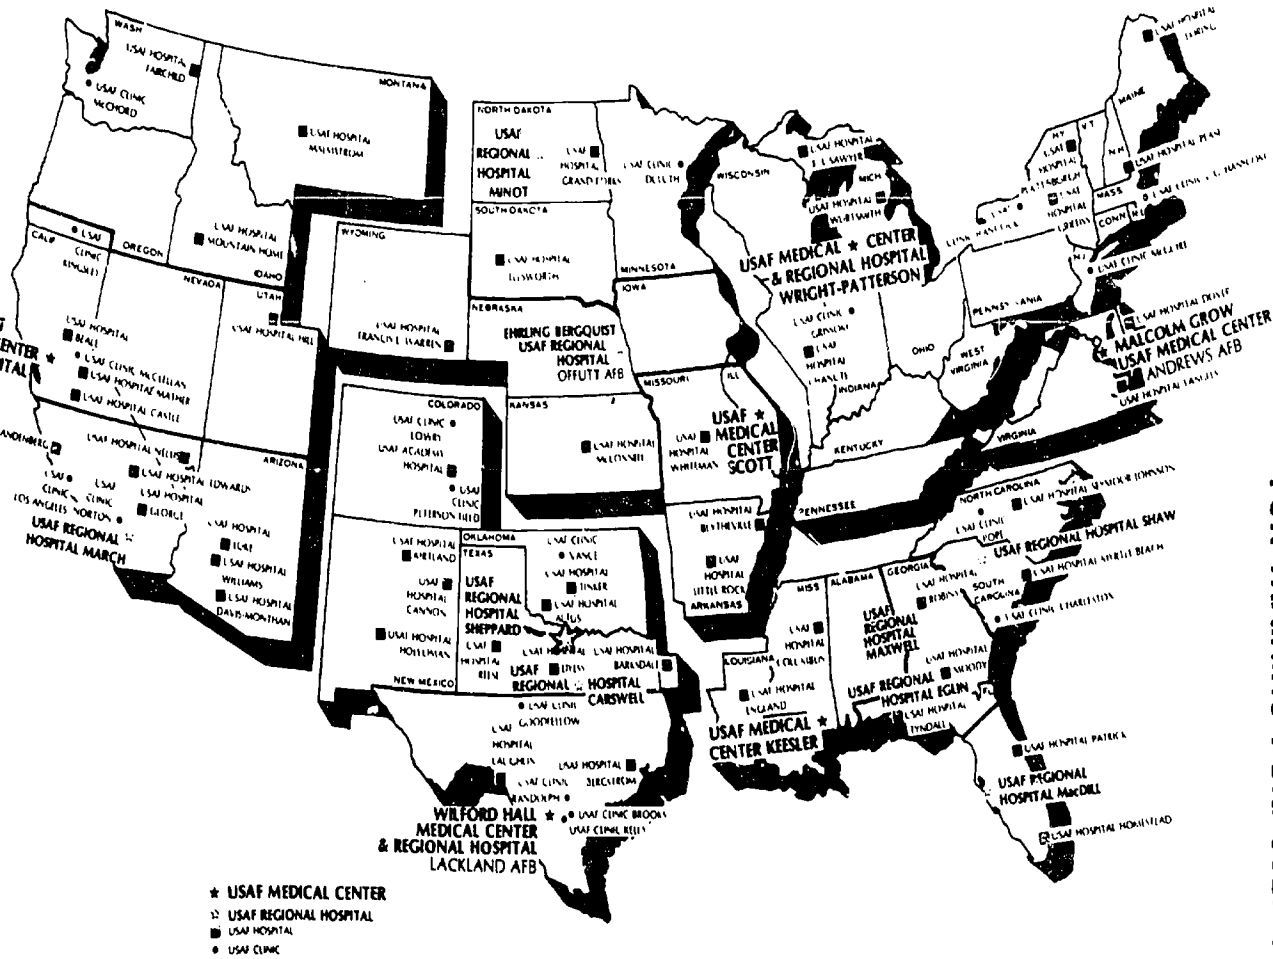 WASH
USAF HOSPITAL
FAIRCHILD
USAF CLINIC
McCHORD
MONTANA
USAF HOSPITAL
MALMSTROM
NORTH DAKOTA
USAF
REGIONAL
HOSPITAL
MINOT
USAF
HOSPITAL
GRAND FORKS
USAF CLINIC
DULUTH
WISCONSIN
USAF HOSPITAL
K I SAWYER
MICH
USAF HOSPITAL
WURTSMITH
USAF HOSPITAL
LORING
MAINE
N Y
V T
N H
USAF
HOSPITAL
PLATTSBURGH
USAF HOSPITAL PEASE
MASS
CONN
R I
USAF
HOSPITAL
GRIFFISS
USAF
CLINIC HANCOCK
N J
USAF CLINIC McGUIRE
PENNSYLVANIA
USAF HOSPITAL DOVER
MALCOLM GROW
USAF MEDICAL CENTER
ANDREWS AFB
USAF HOSPITAL LANGLEY
CALIF
USAF
CLINIC
KINGSLEY
OREGON
USAF HOSPITAL
MOUNTAIN HOME
IDAHO
NEVADA
UTAH
USAF HOSPITAL HILL
WYOMING
USAF HOSPITAL
FRANCIS E. WARREN
SOUTH DAKOTA
USAF HOSPITAL
ELLSWORTH
MINNESOTA
IOWA
NEBRASKA
EHRLING BERGQUIST
USAF REGIONAL
HOSPITAL
OFFUTT AFB
USAF MEDICAL CENTER
& REGIONAL HOSPITAL
WRIGHT-PATTERSON
USAF CLINIC
GRISSOM
USAF
HOSPITAL
CHANUTE
INDIANA
OHIO
WEST
VIRGINIA
VIRGINIA
KENTUCKY
TENNESSEE
MISSOURI
ILL
USAF
MEDICAL
CENTER
SCOTT
USAF
HOSPITAL
WHITEMAN
KANSAS
USAF HOSPITAL
McCONNELL
COLORADO
USAF CLINIC
LOWRY
USAF ACADEMY
HOSPITAL
USAF
CLINIC
PETERSON FIELD
USAF HOSPITAL
BEALE
USAF CLINIC McCLELLAN
USAF HOSPITAL MATHER
USAF HOSPITAL CASTLE
USAF HOSPITAL NELLIS
USAF HOSPITAL EDWARDS
USAF
HOSPITAL
GEORGE
USAF
CLINIC
LOS ANGELES
USAF
CLINIC
NORTON
USAF REGIONAL
HOSPITAL MARCH
ARIZONA
USAF HOSPITAL
LUKE
USAF HOSPITAL
WILLIAMS
USAF HOSPITAL
DAVIS-MONTHAN
NEW MEXICO
USAF HOSPITAL
KIRTLAND
USAF
HOSPITAL
CANNON
USAF HOSPITAL
HOLLOMAN
OKLAHOMA
TEXAS
USAF CLINIC
VANCE
USAF HOSPITAL
TINKER
USAF HOSPITAL
ALTUS
USAF
REGIONAL
HOSPITAL
SHEPPARD
USAF
HOSPITAL
REESE
USAF HOSPITAL
DYESS
USAF HOSPITAL
BARKSDALE
USAF
REGIONAL
HOSPITAL
CARSWELL
USAF CLINIC
GOODFELLOW
USAF
HOSPITAL
LAUGHLIN
USAF HOSPITAL
BERGSTROM
USAF CLINIC
RANDOLPH
USAF CLINIC BROOKS
USAF CLINIC KELLY
WILFORD HALL
MEDICAL CENTER
& REGIONAL HOSPITAL
LACKLAND AFB
USAF HOSPITAL
BLYTHEVILLE
USAF
HOSPITAL
LITTLE ROCK
ARKANSAS
LOUISIANA
USAF HOSPITAL
ENGLAND
MISS
USAF
HOSPITAL
COLUMBUS
USAF MEDICAL
CENTER KEESLER
ALABAMA
USAF
REGIONAL
HOSPITAL
MAXWELL
GEORGIA
USAF HOSPITAL
ROBINS
USAF HOSPITAL
MOODY
USAF REGIONAL
HOSPITAL EGLIN
USAF HOSPITAL
TYNDALL
NORTH CAROLINA
USAF HOSPITAL SEYMOUR JOHNSON
USAF CLINIC
POPE
USAF REGIONAL HOSPITAL SHAW
SOUTH
CAROLINA
USAF HOSPITAL MYRTLE BEACH
USAF CLINIC CHARLESTON
USAF HOSPITAL PATRICK
USAF REGIONAL
HOSPITAL MacDILL
USAF HOSPITAL HOMESTEAD
★ USAF MEDICAL CENTER
☆ USAF REGIONAL HOSPITAL
■ USAF HOSPITAL
● USAF CLINIC